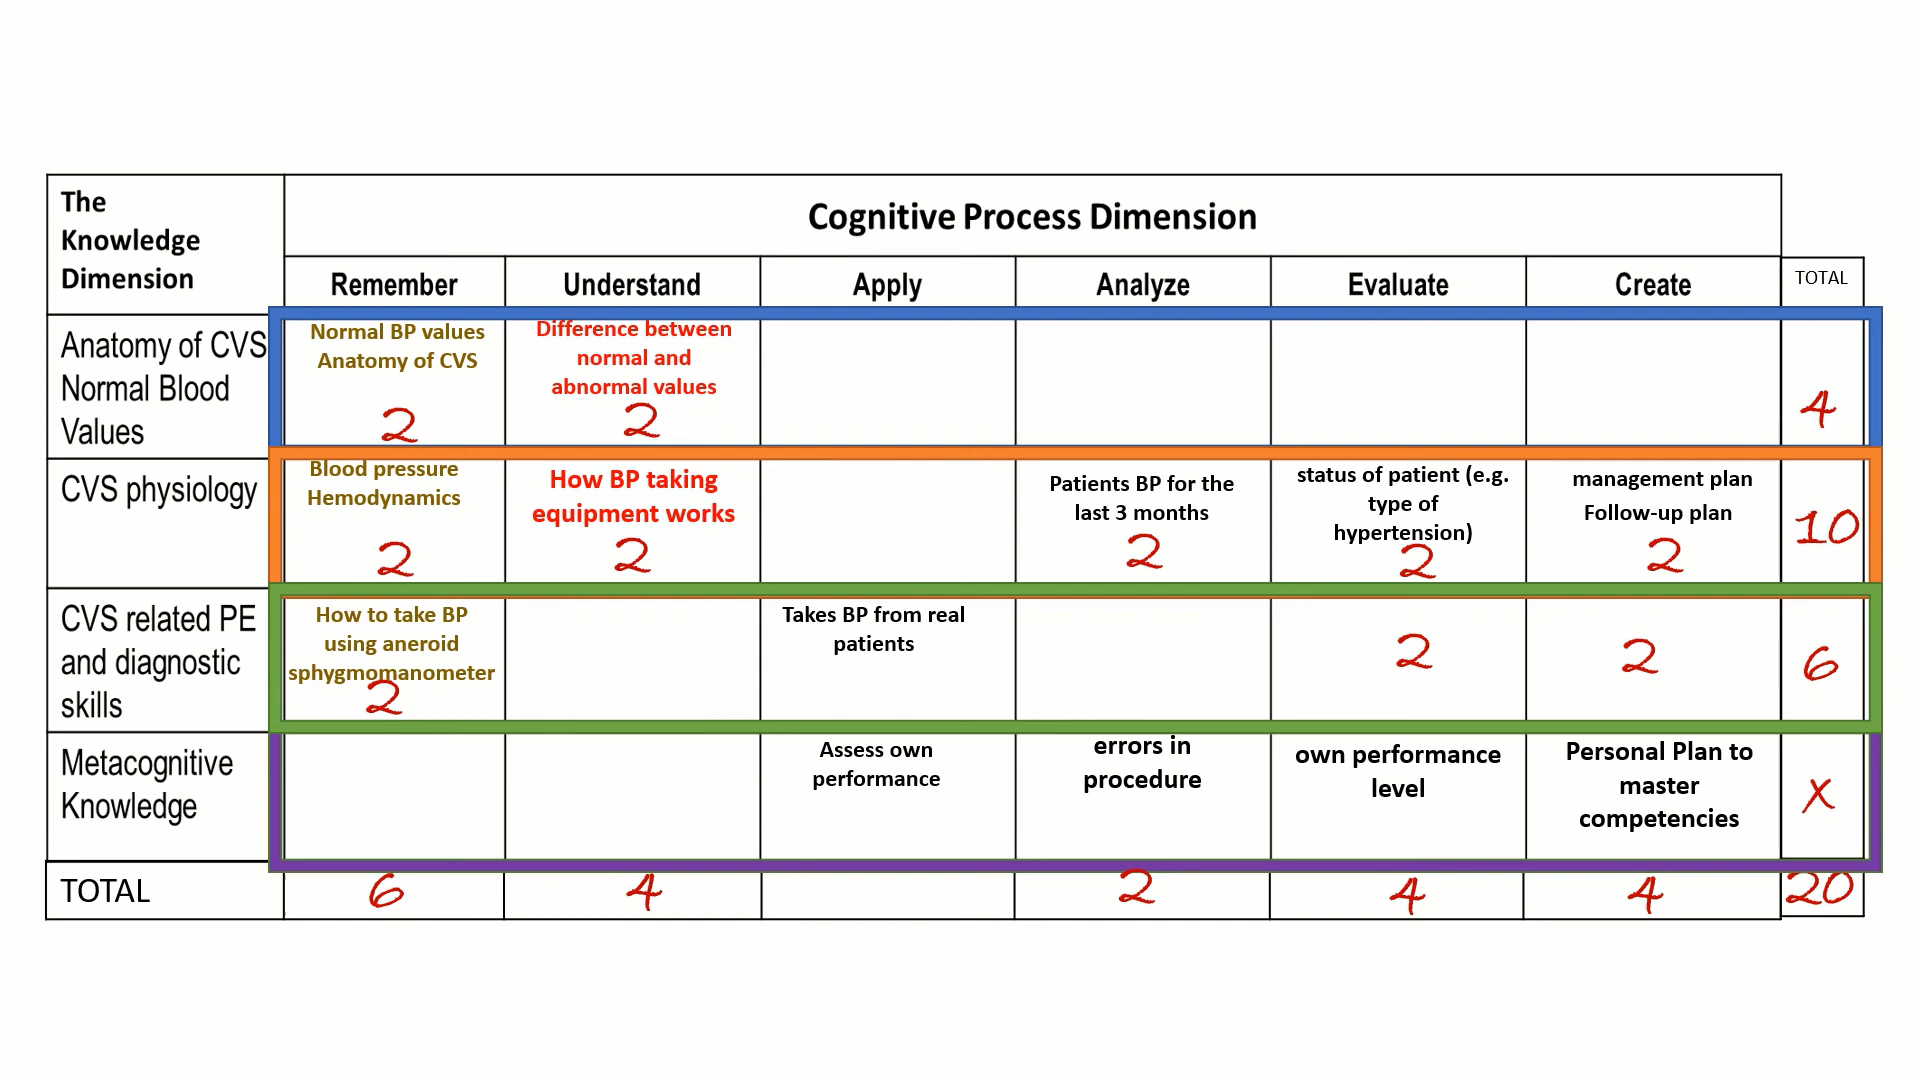 The
Knowledge
Dimension
Cognitive Process Dimension
Remember
Understand
Apply
Analyze
Evaluate
Create
TOTAL
Anatomy of CVS
Normal Blood
Values
Normal BP values
Anatomy of CVS
2
Difference between
normal and
abnormal values
2
4
CVS physiology
Blood pressure
Hemodynamics
2
How BP taking
equipment works
2
Patients BP for the
last 3 months
2
status of patient (e.g.
type of
hypertension)
2
management plan
Follow-up plan
2
10
CVS related PE
and diagnostic
skills
How to take BP
using aneroid
sphygmomanometer
2
Takes BP from real
patients
2
2
6
Metacognitive
Knowledge
Assess own
performance
errors in
procedure
own performance
level
Personal Plan to
master
competencies
X
TOTAL
6
4
2
4
4
20